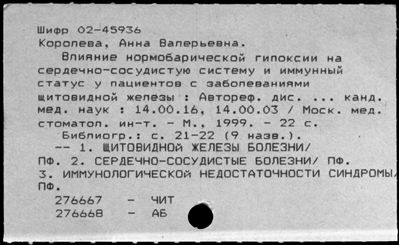 Шифр 02-45936
Королева, Анна Валерьевна.
Влияние нормобарической гипоксии на
сердечно-сосудистую систему и иммунный
статус у пациентов с заболеваниями
щитовидной железы : Автореф. дис. ... канд.
мед. наук : 14.00.16, 14.00.03 / Моск. мед.
стоматол. ин-т. - М., 1999. - 22 с.
Библиогр.: с. 21-22 (9 назв.).
-- 1. ЩИТОВИДНОЙ ЖЕЛЕЗЫ БОЛЕЗНИ/
ПФ. 2. СЕРДЕЧНО-СОСУДИСТЫЕ БОЛЕЗНИ/ ПФ.
3. ИММУНОЛОГИЧЕСКОЙ НЕДОСТАТОЧНОСТИ СИНДРОМЫ/
ПФ.
276667 - ЧИТ
276668 - АБ